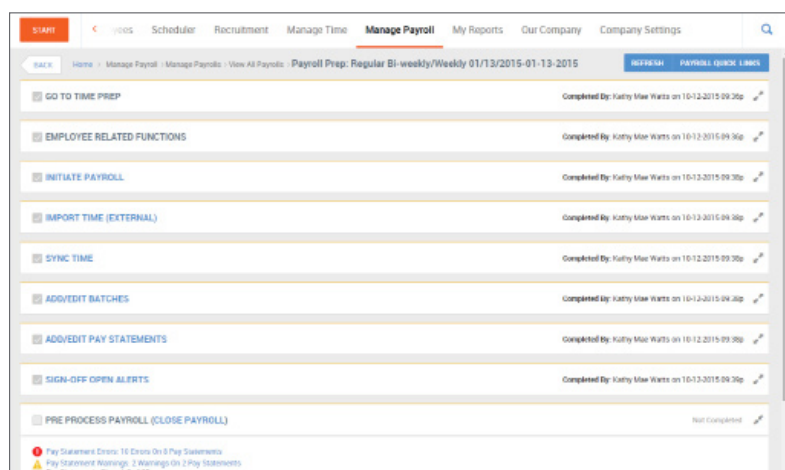 START Scheduler Recruitment Manage Time Manage Payroll My Reports Our Company Company Settings
BACK Home > Manage Payroll > Manage Payrolls > View All Payrolls > Payroll Prep: Regular Bi-weekly/Weekly 01/13/2015-01-13-2015 REFRESH PAYROLL QUICK LINKS
GO TO TIME PREP Completed By: Kathy Mae Watts on 10-12-2015 09:36p
EMPLOYEE RELATED FUNCTIONS Completed By: Kathy Mae Watts on 10-12-2015 09:36p
INITIATE PAYROLL Completed By: Kathy Mae Watts on 10-12-2015 09:38p
IMPORT TIME (EXTERNAL) Completed By: Kathy Mae Watts on 10-12-2015 09:38p
SYNC TIME Completed By: Kathy Mae Watts on 10-12-2015 09:38p
ADD/EDIT BATCHES Completed By: Kathy Mae Watts on 10-12-2015 09:38p
ADD/EDIT PAY STATEMENTS Completed By: Kathy Mae Watts on 10-12-2015 09:38p
SIGN-OFF OPEN ALERTS Completed By: Kathy Mae Watts on 10-12-2015 09:39p
PRE PROCESS PAYROLL (CLOSE PAYROLL) Not Completed
Pay Statement Errors: 10 Errors On 8 Pay Statements
Pay Statement Warnings: 2 Warnings On 2 Pay Statements